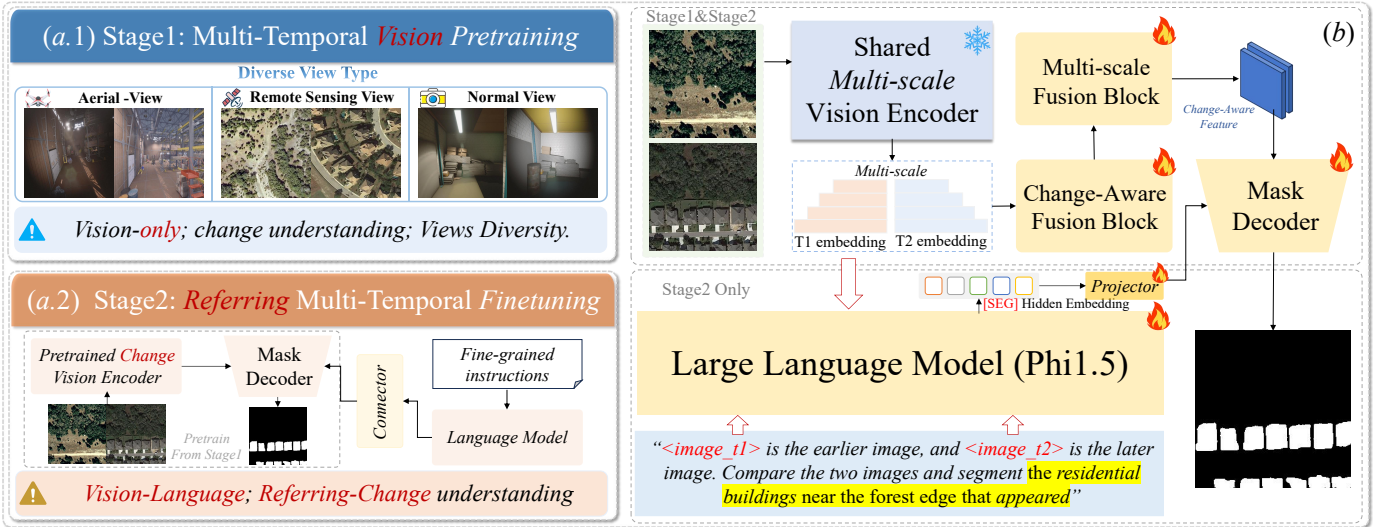 (a.1) Stage1: Multi-Temporal Vision Pretraining
Diverse View Type
Aerial -View
Remote Sensing View
Normal View
Vision-only; change understanding; Views Diversity.
(a.2) Stage2: Referring Multi-Temporal Finetuning
Pretrained Change
Vision Encoder
Mask
Decoder
Connector
Fine-grained
instructions
Language Model
Pretrain
From Stage1
Vision-Language; Referring-Change understanding
Stage1&Stage2
(b)
Shared
Multi-scale
Vision Encoder
Multi-scale
T1 embedding
T2 embedding
Multi-scale
Fusion Block
Change-Aware
Fusion Block
Change-Aware
Feature
Mask
Decoder
Stage2 Only
[SEG] Hidden Embedding
Projector
Large Language Model (Phi1.5)
“<image_t1> is the earlier image, and <image_t2> is the later
image. Compare the two images and segment the residential
buildings near the forest edge that appeared”